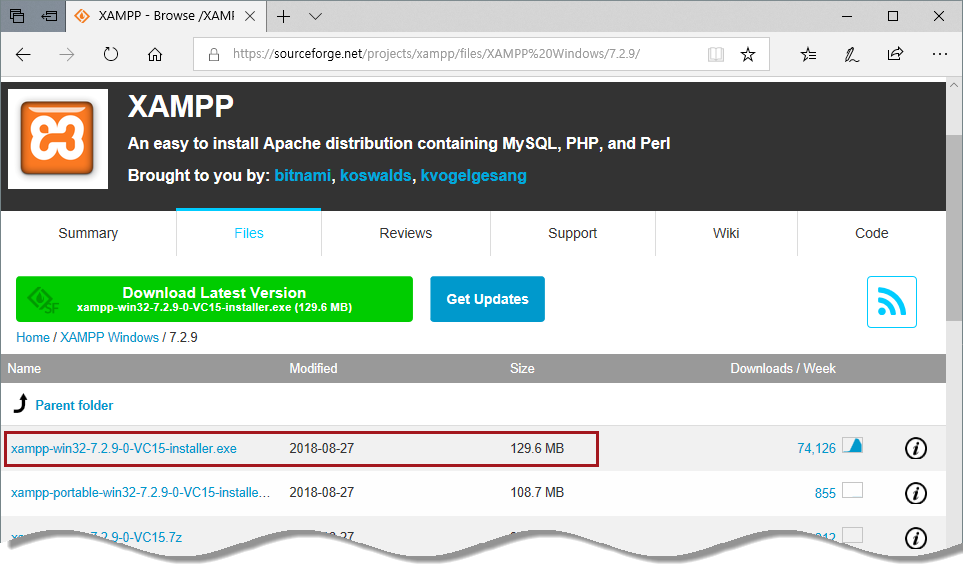 XAMPP - Browse /XAMP
https://sourceforge.net/projects/xampp/files/XAMPP%20Windows/7.2.9/
XAMPP
An easy to install Apache distribution containing MySQL, PHP, and Perl
Brought to you by: bitnami, koswalds, kvogelgesang
Summary Files Reviews Support Wiki Code
Download Latest Version
xampp-win32-7.2.9-0-VC15-installer.exe (129.6 MB)
SF
Get Updates
Home / XAMPP Windows / 7.2.9
Name Modified Size Downloads / Week
Parent folder
xampp-win32-7.2.9-0-VC15-installer.exe 2018-08-27 129.6 MB 74,126
xampp-portable-win32-7.2.9-0-VC15-installe... 2018-08-27 108.7 MB 855
7.2.9-0-VC15.7z